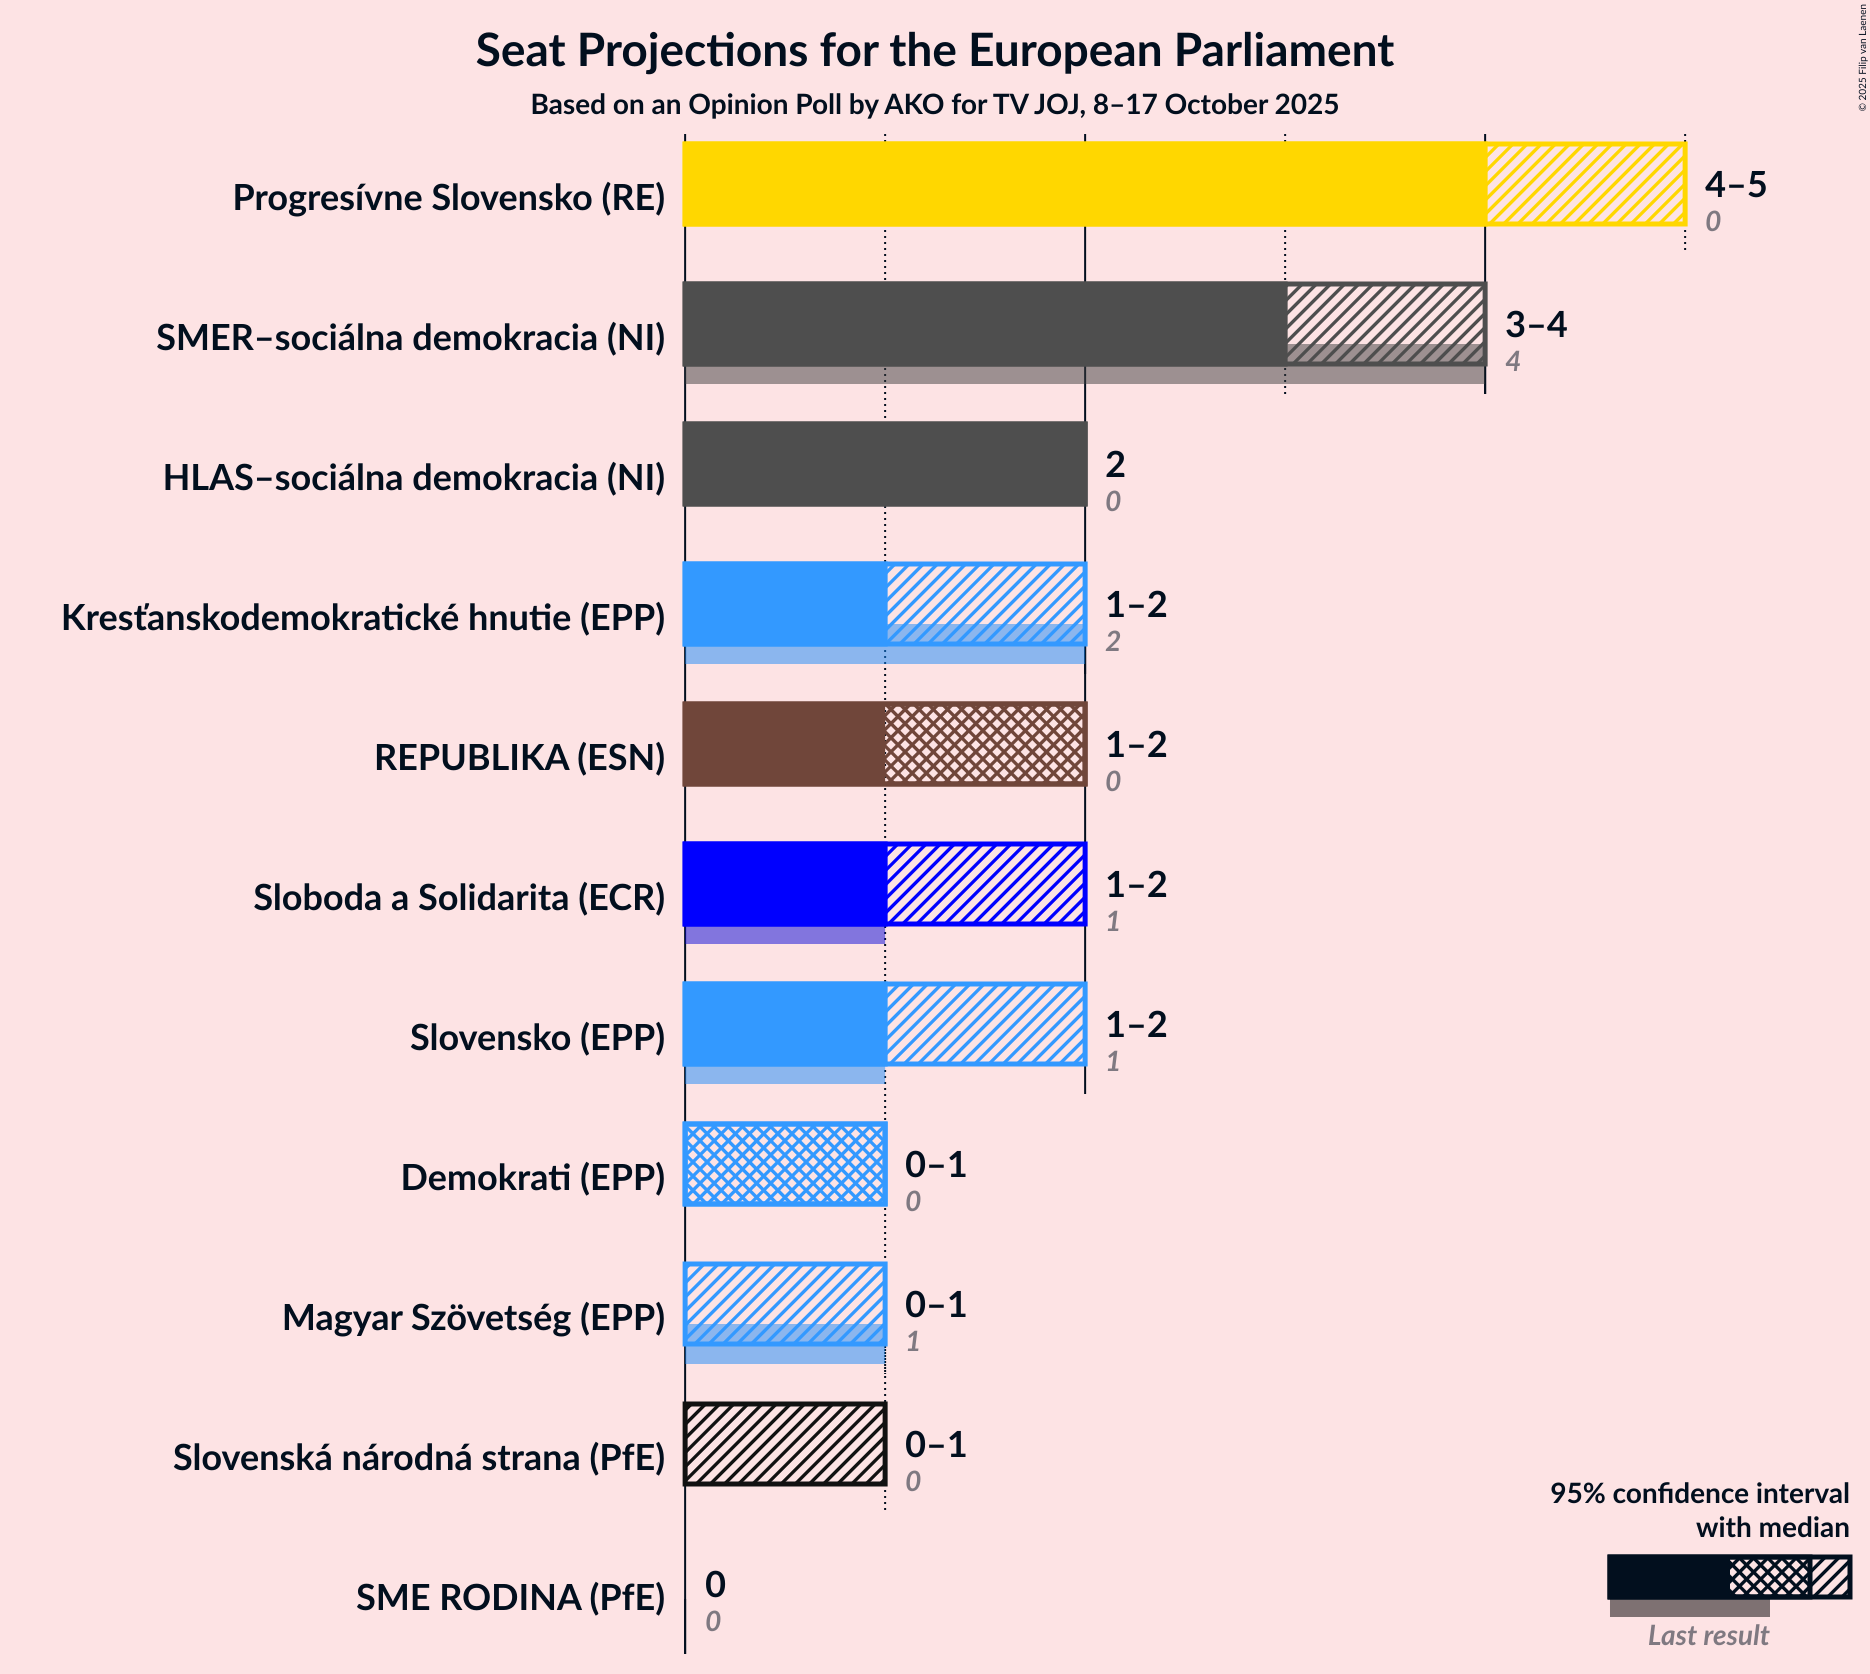 Seat Projections for the European Parliament
Based on an Opinion Poll by AKO for TV JOJ, 8–17 October 2025
© 2025 Filip van Laenen
Progresívne Slovensko (RE)
4–5
0
SMER–sociálna demokracia (NI)
3–4
4
HLAS–sociálna demokracia (NI)
2
0
Kresťanskodemokratické hnutie (EPP)
1–2
2
REPUBLIKA (ESN)
1–2
0
Sloboda a Solidarita (ECR)
1–2
1
Slovensko (EPP)
1–2
1
Demokrati (EPP)
0–1
0
Magyar Szövetség (EPP)
0–1
1
Slovenská národná strana (PfE)
0–1
0
SME RODINA (PfE)
0
0
95% confidence interval
with median
Last result